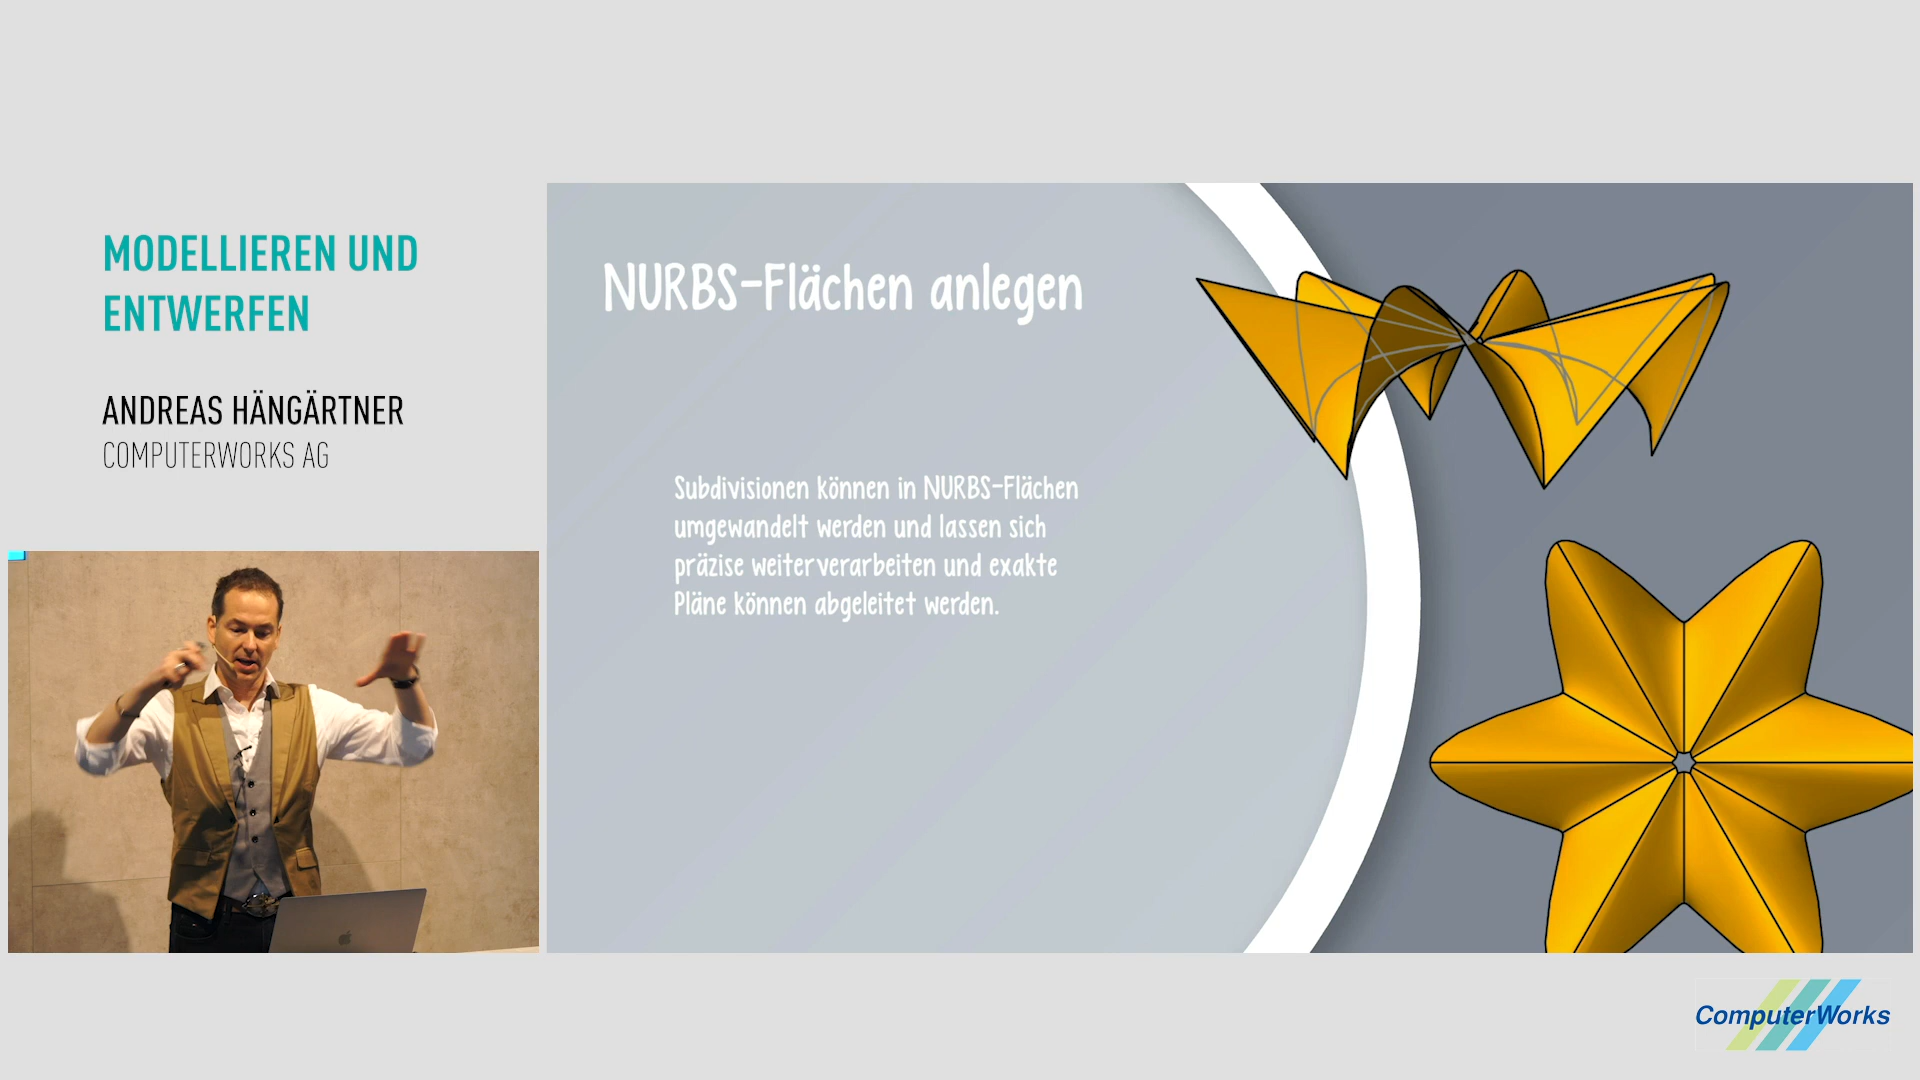 MODELLIEREN UND
ENTWERFEN
ANDREAS HÄNGÄRTNER
COMPUTERWORKS AG
NURBS-Flächen anlegen
Subdivisionen können in NURBS-Flächen
umgewandelt werden und lassen sich
präzise weiterverarbeiten und exakte
Pläne können abgeleitet werden.
ComputerWorks